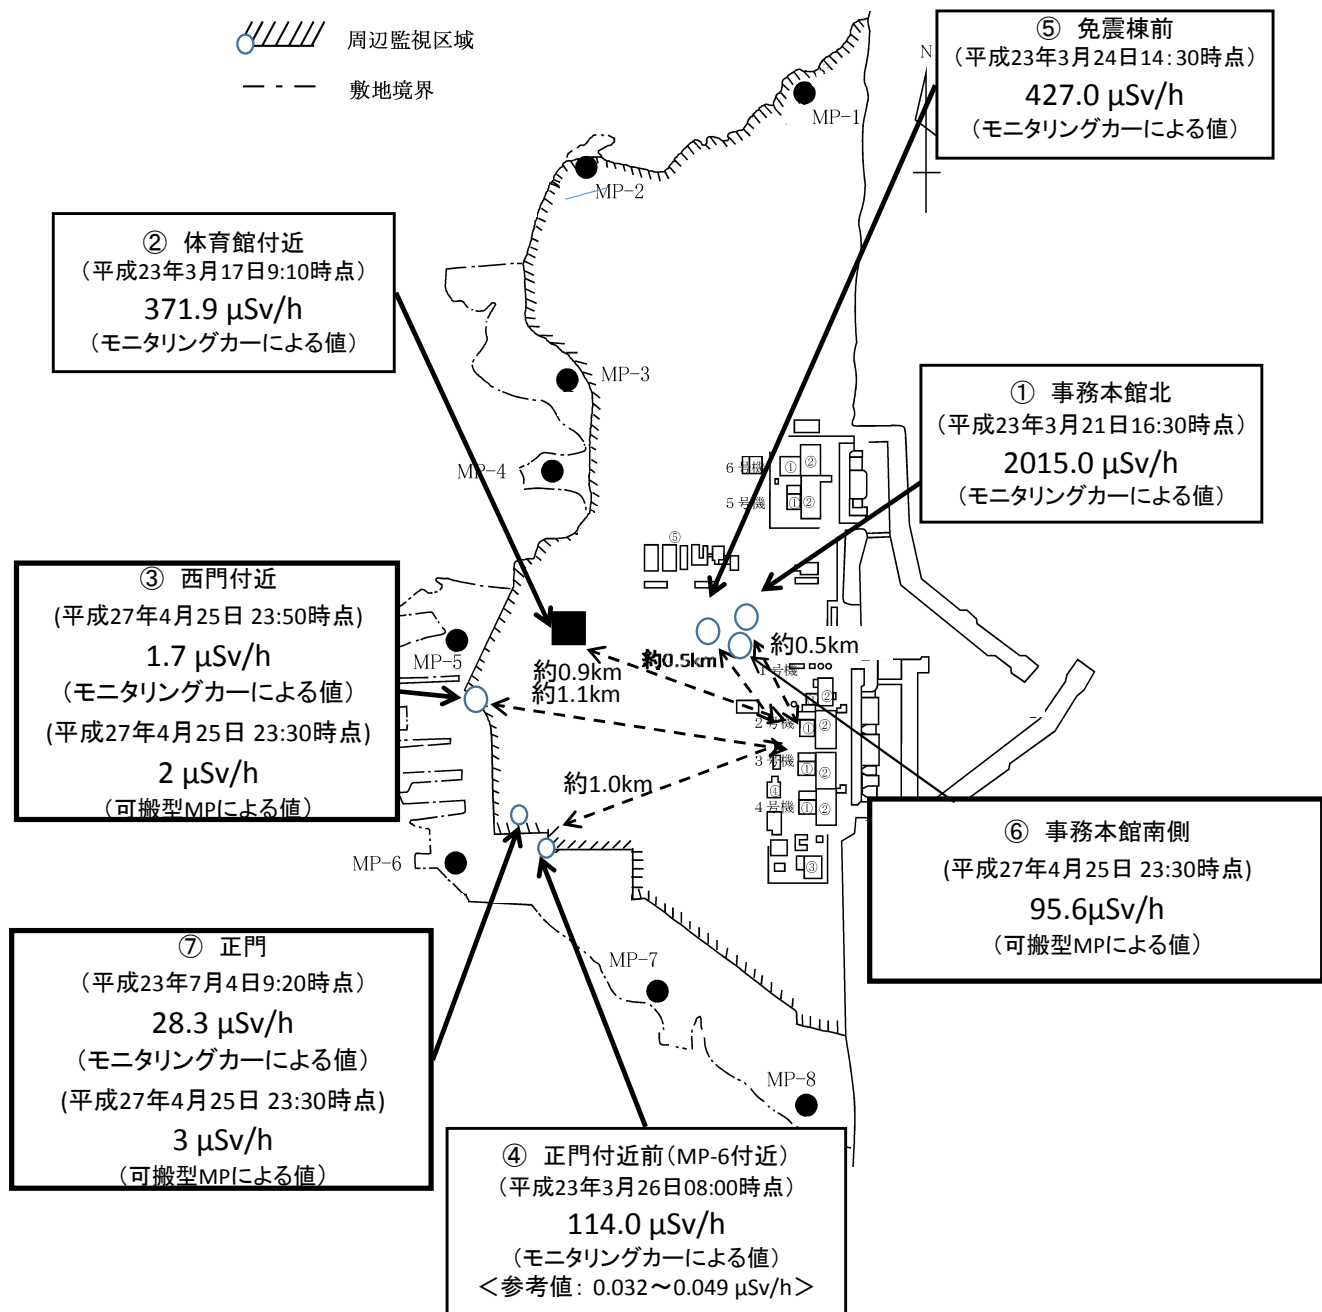 周辺監視区域
敷地境界
⑤ 免震棟前
(平成23年3月24日14:30時点)
427.0 μSv/h
(モニタリングカーによる値)
N
MP-1
MP-2
② 体育館付近
(平成23年3月17日9:10時点)
371.9 μSv/h
(モニタリングカーによる値)
MP-3
① 事務本館北
(平成23年3月21日16:30時点)
2015.0 μSv/h
(モニタリングカーによる値)
MP-4
6号機
①
②
5号機
①
②
⑤
③ 西門付近
(平成27年4月25日 23:50時点)
1.7 μSv/h
(モニタリングカーによる値)
(平成27年4月25日 23:30時点)
2 μSv/h
(可搬型MPによる値)
MP-5
約0.9km
約1.1km
約0.5km
約0.5km
1号機
②
2号機
①
②
3号機
①
②
④
4号機
①
②
③
約1.0km
MP-6
⑥ 事務本館南側
(平成27年4月25日 23:30時点)
95.6μSv/h
(可搬型MPによる値)
⑦ 正門
(平成23年7月4日9:20時点)
28.3 μSv/h
(モニタリングカーによる値)
(平成27年4月25日 23:30時点)
3 μSv/h
(可搬型MPによる値)
MP-7
MP-8
④ 正門付近前(MP-6付近)
(平成23年3月26日08:00時点)
114.0 μSv/h
(モニタリングカーによる値)
<参考値: 0.032～0.049 μSv/h>